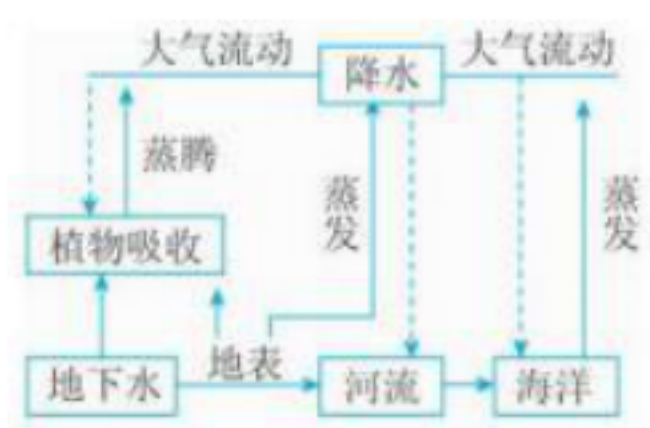 大气流动
降水
大气流动
蒸腾
蒸发
蒸发
植物吸收
地表
地下水
河流
海洋